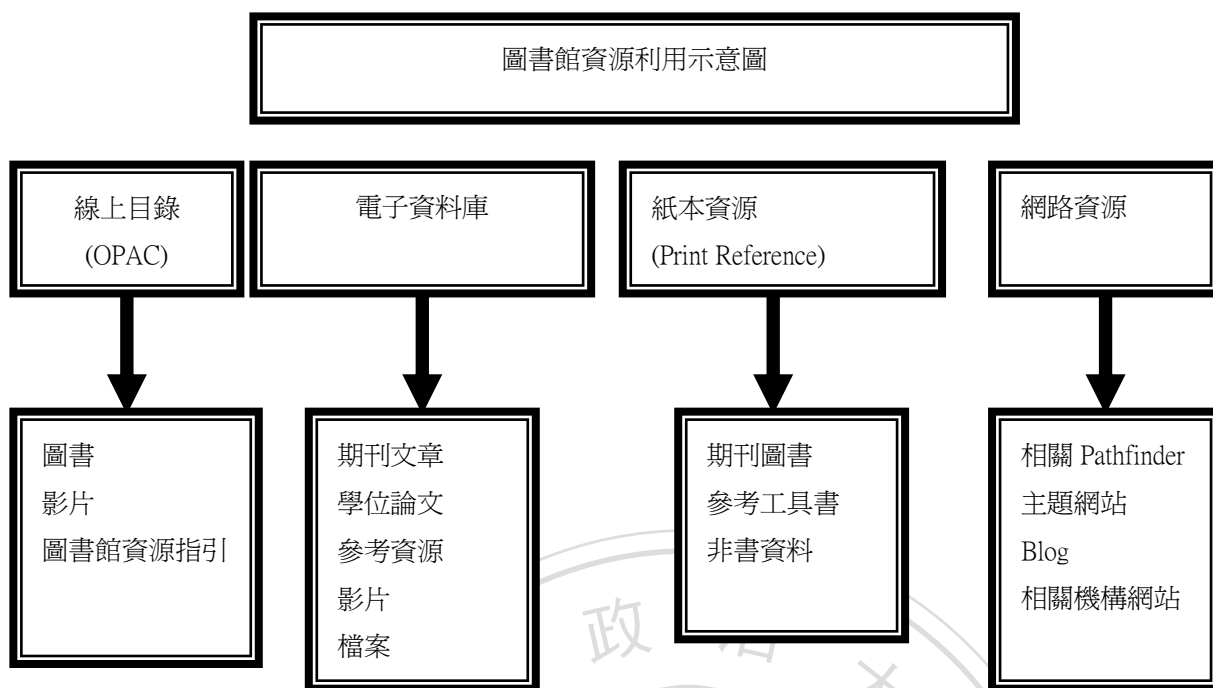 圖書館資源利用示意圖
線上目錄
(OPAC)
電子資料庫
紙本資源
(Print Reference)
網路資源
圖書
影片
圖書館資源指引
期刊文章
學位論文
參考資源
影片
檔案
期刊圖書
參考工具書
非書資料
相關 Pathfinder
主題網站
Blog
相關機構網站
政